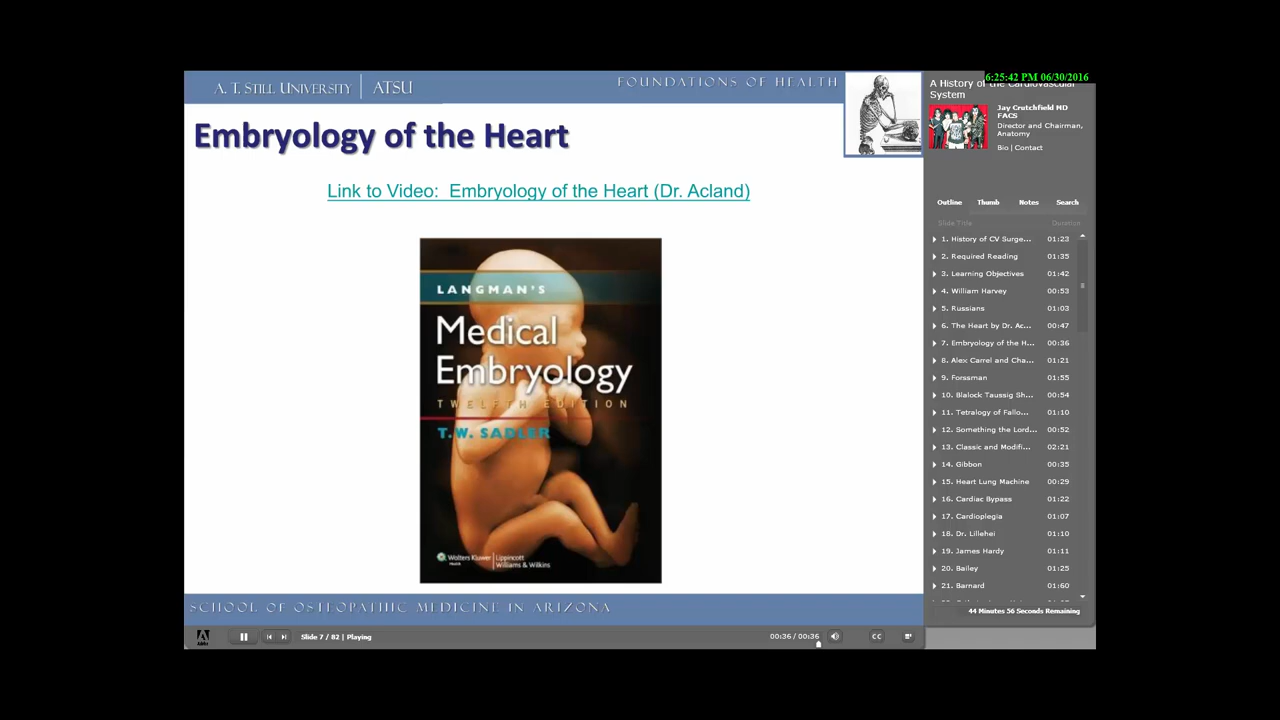 A. T. STILL UNIVERSITY ATSU
FOUNDATIONS OF HEALTH
Embryology of the Heart
Link to Video: Embryology of the Heart (Dr. Acland)
LANGMAN'S
Medical
Embryology
TWELFTH EDITION
T.W. SADLER
Wolters Kluwer Lippincott
Health Williams & Wilkins
SCHOOL OF OSTEOPATHIC MEDICINE IN ARIZONA
Slide 7 / 82 | Playing
00:36 / 00:36
CC
6:25:42 PM 06/30/2016
A History of the Cardiovascular
System
Jay Crutchfield MD
FACS
Director and Chairman,
Anatomy
Bio | Contact
Outline Thumb Notes Search
Slide Title Duration
1. History of CV Surge... 01:23
2. Required Reading 01:35
3. Learning Objectives 01:42
4. William Harvey 00:53
5. Russians 01:03
6. The Heart by Dr. Ac... 00:47
7. Embryology of the H... 00:36
8. Alex Carrel and Cha... 01:21
9. Forssman 01:55
10. Blalock Taussig Sh... 00:54
11. Tetralogy of Fallo... 01:10
12. Something the Lord... 00:52
13. Classic and Modifi... 02:21
14. Gibbon 00:35
15. Heart Lung Machine 00:29
16. Cardiac Bypass 01:22
17. Cardioplegia 01:07
18. Dr. Lillehei 01:10
19. James Hardy 01:11
20. Bailey 01:25
21. Barnard 01:60
44 Minutes 56 Seconds Remaining